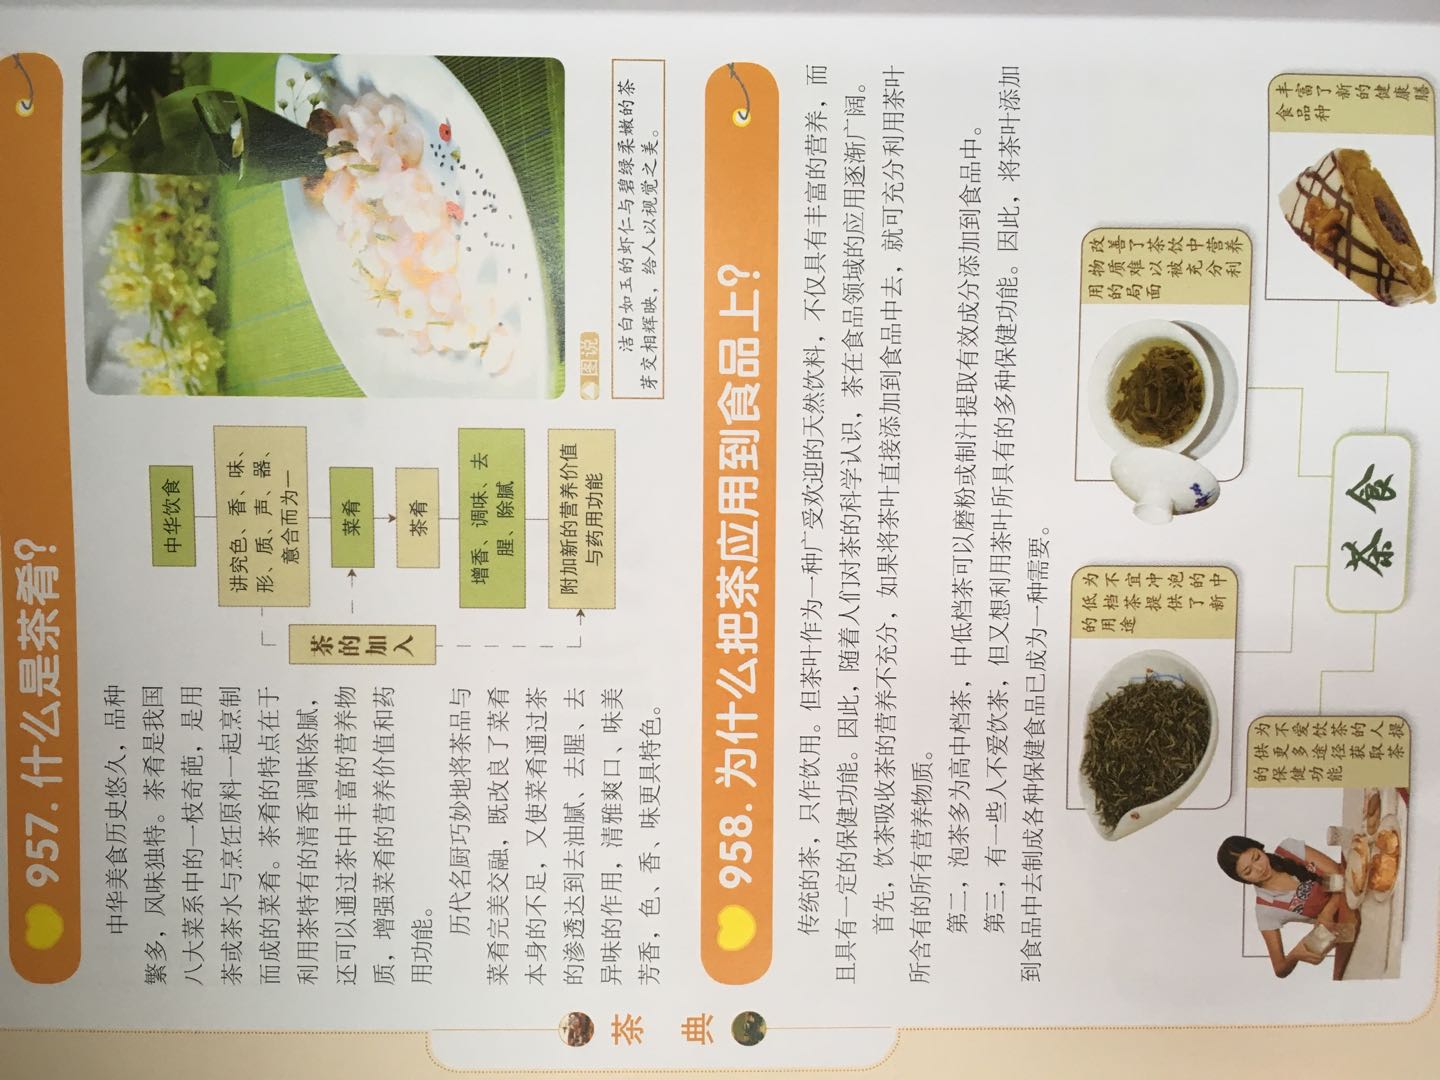 茶典
957. 什么是茶肴？
中华美食历史悠久，品种
繁多，风味独特。茶肴是我国
八大菜系中的一枝奇葩，是用
茶或茶水与烹饪原料一起烹制
而成的菜肴。茶肴的特点在于
利用茶特有的清香调味除腻，
还可以通过茶中丰富的营养物
质，增强菜肴的营养价值和药
用功能。
历代名厨巧妙地将茶品与
菜肴完美交融，既改良了菜肴
本身的不足，又使菜肴通过茶
的渗透达到去油腻、去腥、去
异味的作用，清雅爽口、味美
芳香，色、香、味更具特色。
中华饮食
讲究色、香、味、
形、质、声、器、
意合而为一
菜肴
茶的加入
茶肴
增香、调味、去
腥、除腻
附加新的营养价值
与药用功能
图说
洁白如玉的虾仁与碧绿柔嫩的茶
芽交相辉映，给人以视觉之美。
958. 为什么把茶应用到食品上？
传统的茶，只作饮用。但茶叶作为一种广受欢迎的天然饮料，不仅具有丰富的营养，而
且具有一定的保健功能。因此，随着人们对茶的科学认识，茶在食品领域的应用逐渐广阔。
首先，饮茶吸收茶的营养不充分，如果将茶叶直接添加到食品中去，就可充分利用茶叶
所含有的所有营养物质。
第二，泡茶多为高中档茶，中低档茶可以磨粉或制汁提取有效成分添加到食品中。
第三，有一些人不爱饮茶，但又想利用茶叶所具有的多种保健功能。因此，将茶叶添加
到食品中去制成各种保健食品已成为一种需要。
为不爱饮茶的人提
供更多途径获取茶
的保健功能
为不宜冲泡的中
低档茶提供了新
的用途
茶食
改善了茶饮中营养
物质难以被充分利
用的局面
丰富了新的健康膳
食品种